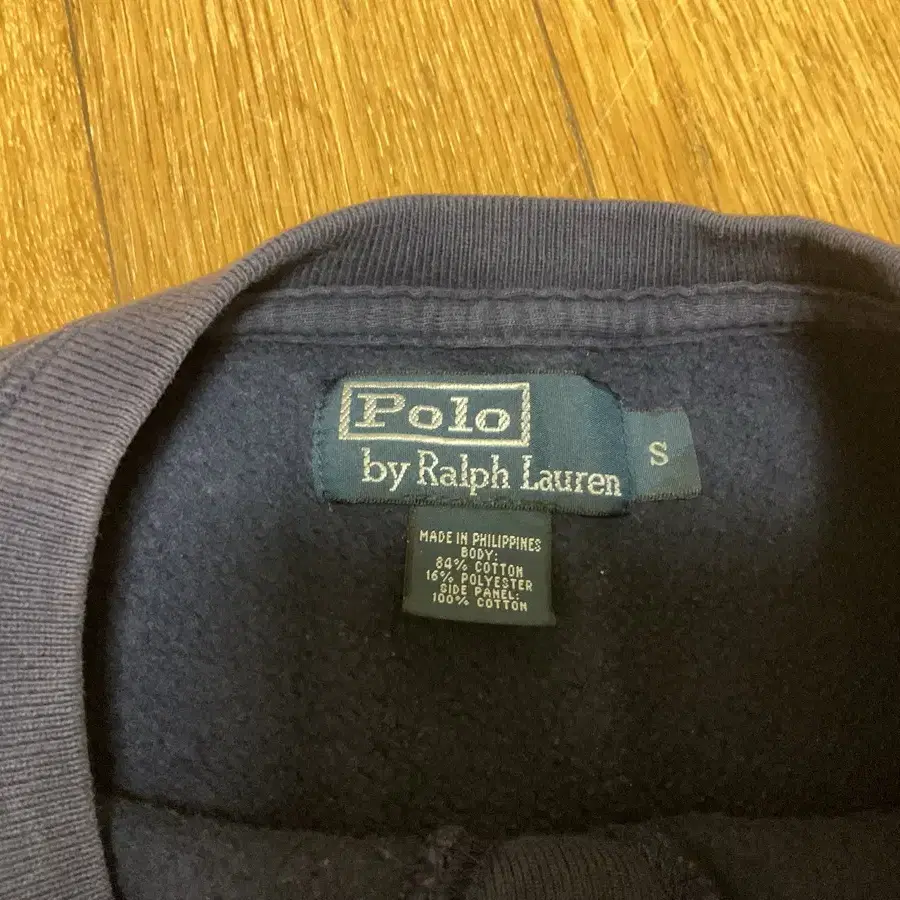 Polo
by Ralph Lauren
S
MADE IN PHILIPPINES
BODY:
84% COTTON
16% POLYESTER
SIDE PANEL:
100% COTTON